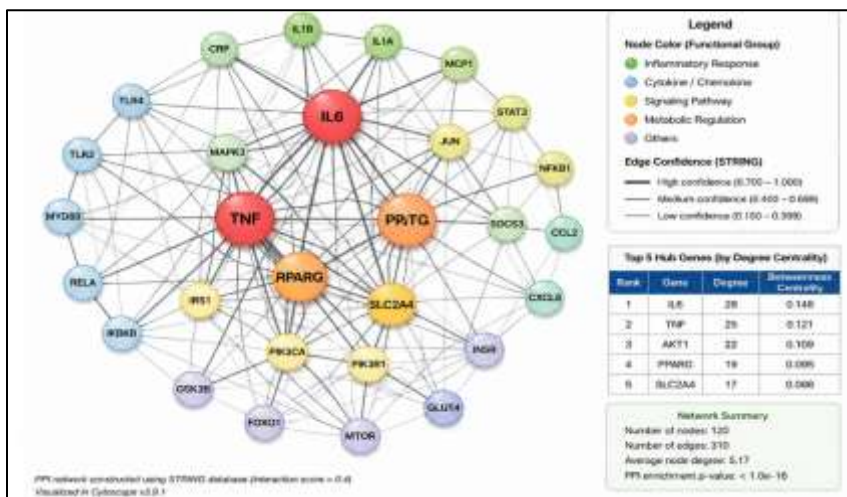 IL1B
IL1A
CRP
MCP1
TLR4
IL6
STAT3
JUN
TLR2
MAPK3
NFKB1
MYD88
TNF
PPiTG
SOCS3
CCL2
RELA
RPARG
CXCL8
IRS1
SLC2A4
IKBKB
PIK3CA
PIK3R1
INSR
GSK3B
GLUT4
FOXO1
MTOR
PPI network constructed using STRING database (Interaction score > 0.4)
Visualized in Cytoscape v3.9.1
Legend
Node Color (Functional Group)
Inflammatory Response
Cytokine / Chemokine
Signaling Pathway
Metabolic Regulation
Others
Edge Confidence (STRING)
High confidence (0.700 – 1.000)
Medium confidence (0.400 – 0.699)
Low confidence (0.150 – 0.399)
Top 5 Hub Genes (by Degree Centrality)
Rank Gene Degree Betweenness Centrality
1 IL6 28 0.146
2 TNF 25 0.121
3 AKT1 22 0.109
4 PPARG 19
5 SLC2A4 17
Network Summary
Number of nodes: 120
Number of edges: 310
Average node degree: 5.17
PPI enrichment p-value: < 1.0e-16